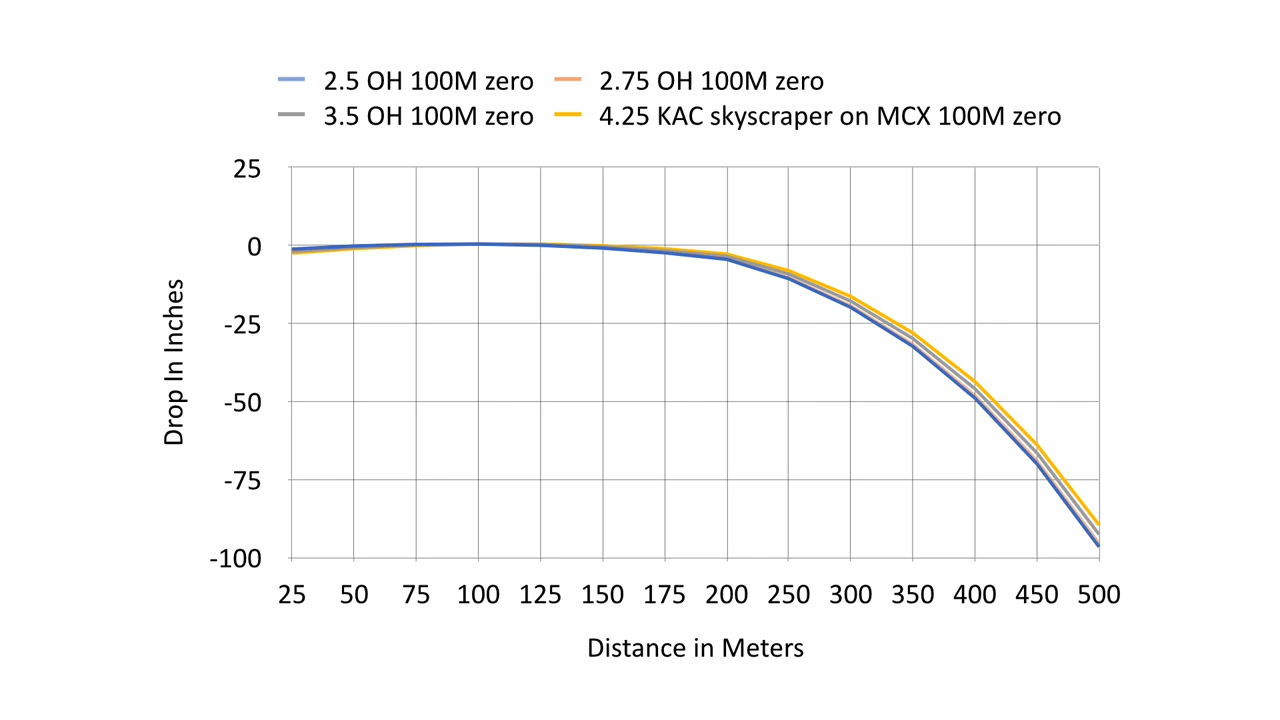 2.5 OH 100M zero 2.75 OH 100M zero
3.5 OH 100M zero 4.25 KAC skyscraper on MCX 100M zero
25
0
-25
-50
-75
-100
Drop In Inches
25 50 75 100 125 150 175 200 250 300 350 400 450 500
Distance in Meters